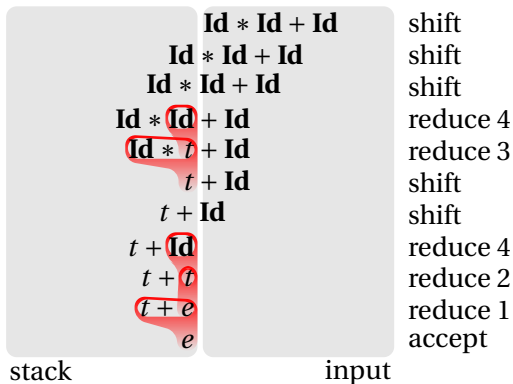 Id ∗ Id + Id shift
Id ∗ Id + Id shift
Id ∗ Id + Id shift
Id ∗ Id + Id reduce 4
Id ∗ t + Id reduce 3
t + Id shift
t + Id shift
t + Id reduce 4
t + t reduce 2
t + e reduce 1
e accept
stack input